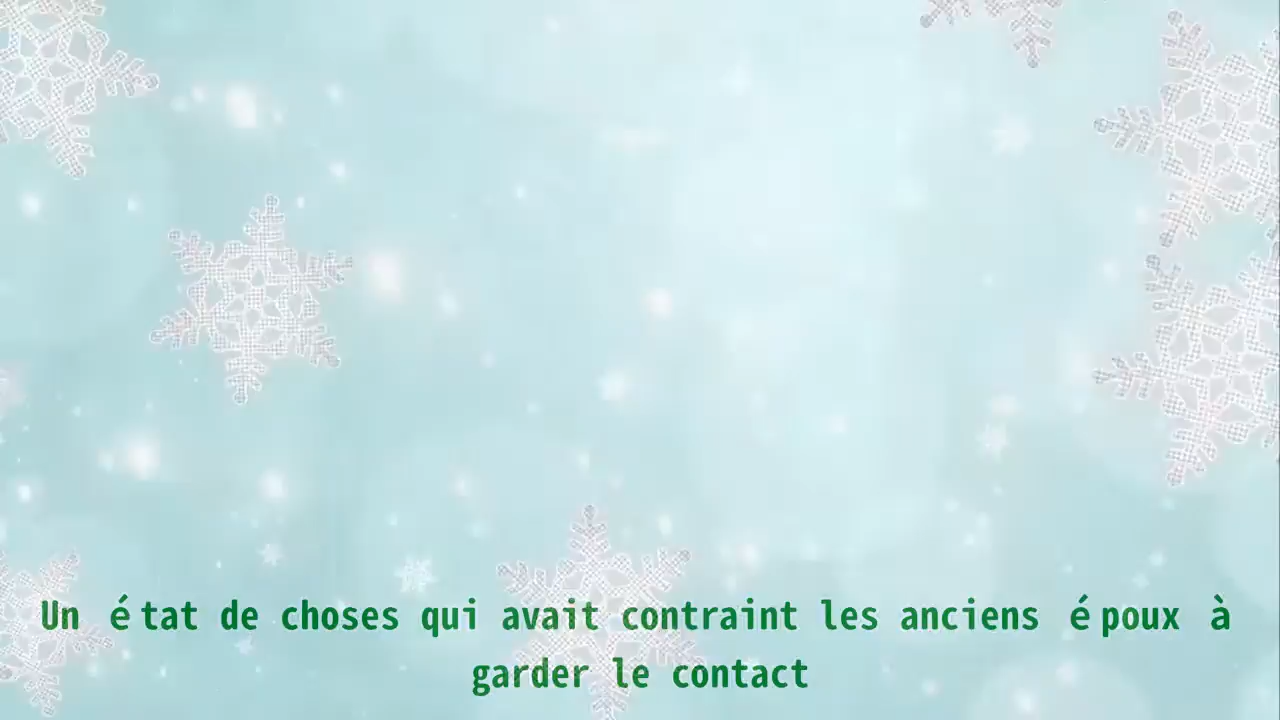 Un état de choses qui avait contraint les anciens époux à
garder le contact